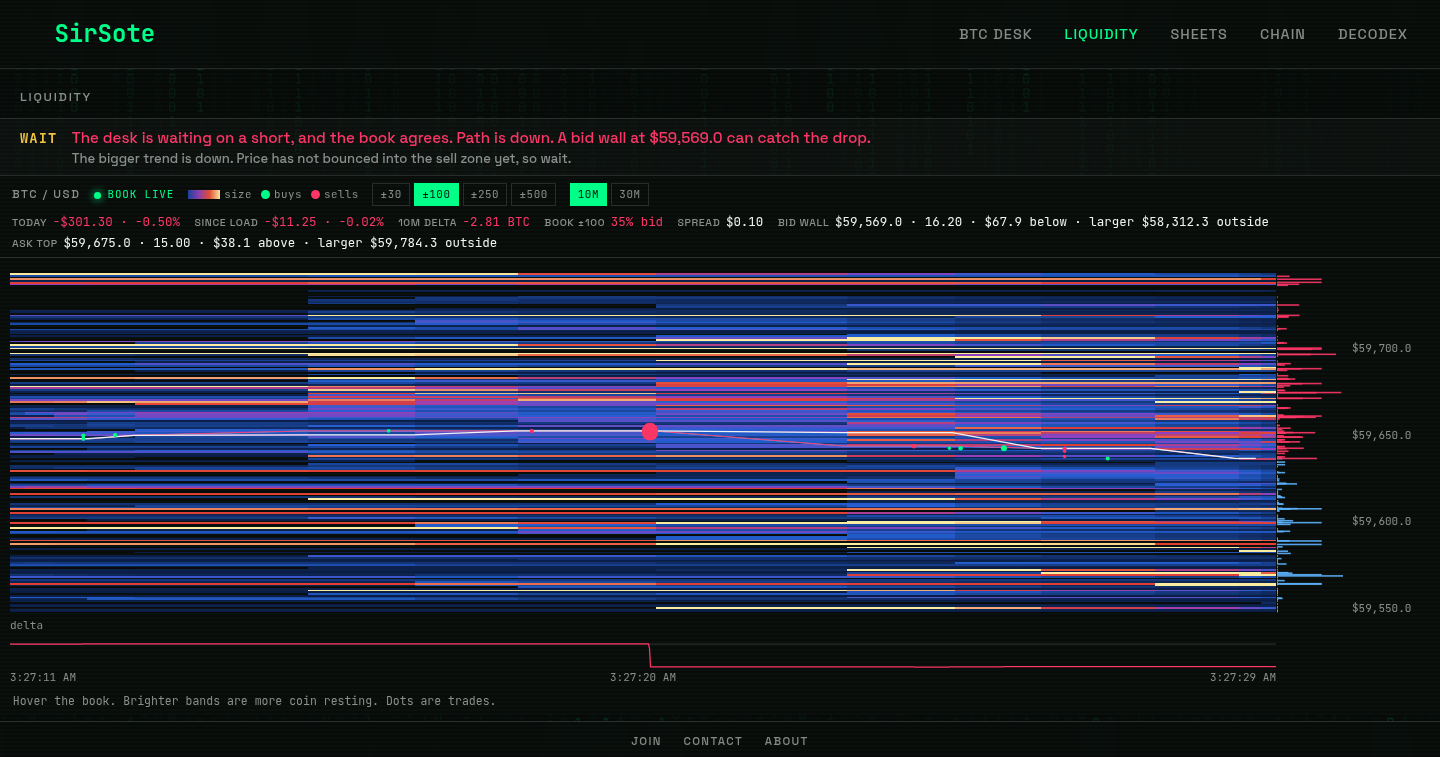 SirSote
BTC DESK LIQUIDITY SHEETS CHAIN DECODEX
LIQUIDITY
WAIT The desk is waiting on a short, and the book agrees. Path is down. A bid wall at $59,569.0 can catch the drop.
The bigger trend is down. Price has not bounced into the sell zone yet, so wait.
BTC / USD BOOK LIVE size buys sells ±30 ±100 ±250 ±500 10M 30M
TODAY -$301.30 · -0.50% SINCE LOAD -$11.25 · -0.02% 10M DELTA -2.81 BTC BOOK ±100 35% bid SPREAD $0.10 BID WALL $59,569.0 · 16.20 · $67.9 below · larger $58,312.3 outside
ASK TOP $59,675.0 · 15.00 · $38.1 above · larger $59,784.3 outside
$59,700.0
$59,650.0
$59,600.0
$59,550.0
delta
3:27:11 AM 3:27:20 AM 3:27:29 AM
Hover the book. Brighter bands are more coin resting. Dots are trades.
JOIN CONTACT ABOUT